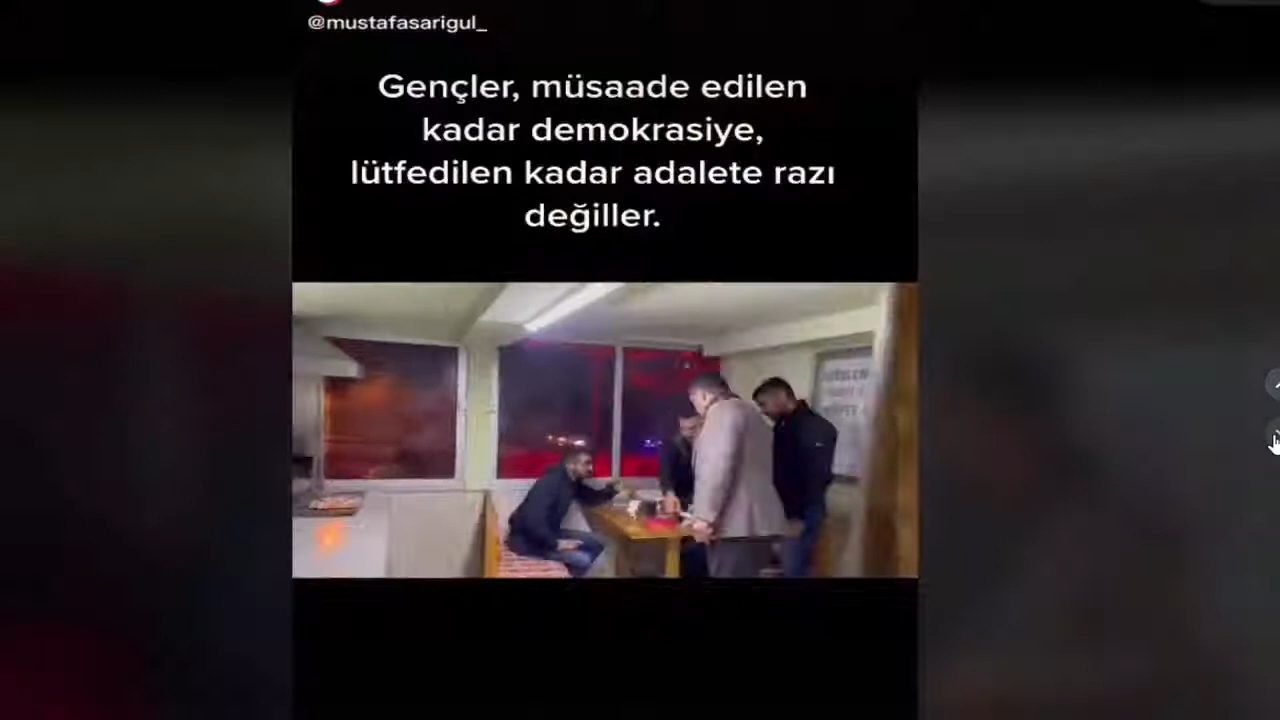 @mustafasarigul_
Gençler, müsaade edilen
kadar demokrasiye,
lütfedilen kadar adalete razı
değiller.